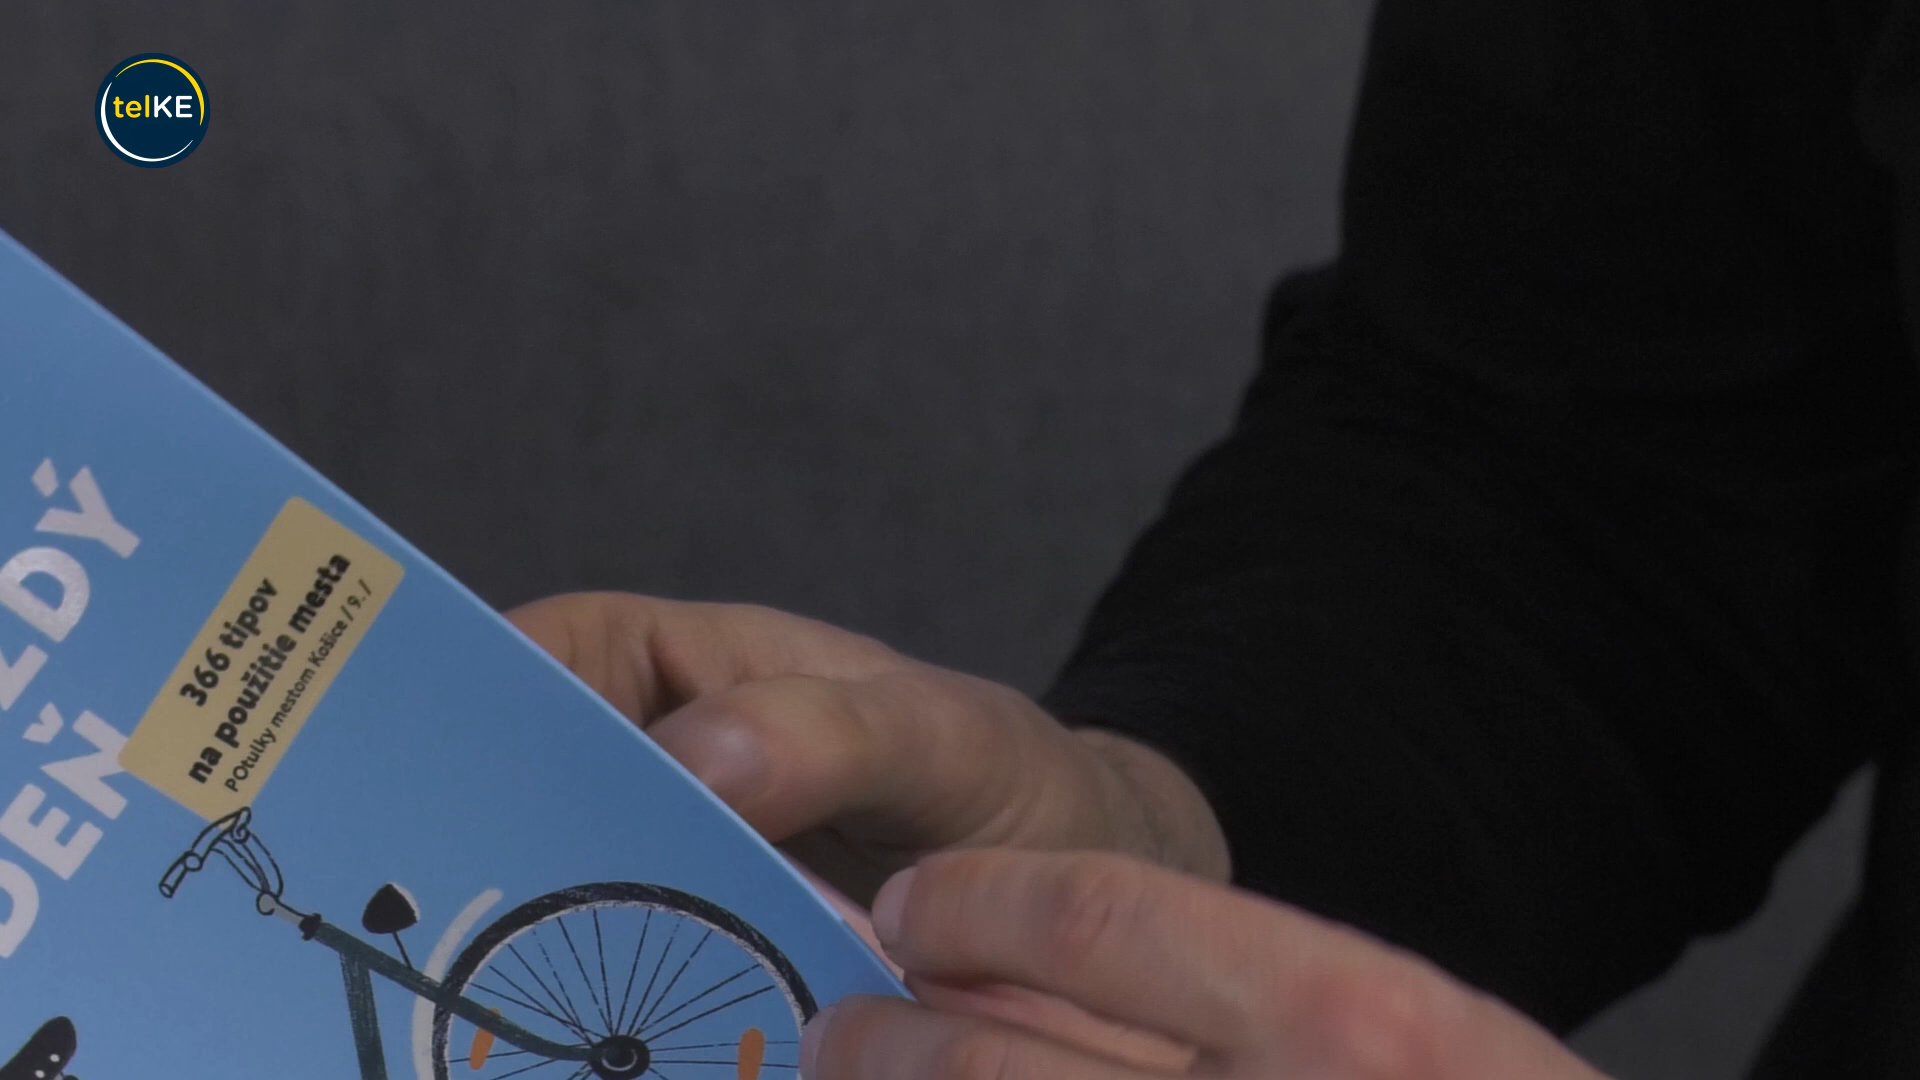 telKE
ŽDÝ
DEŇ
366 tipov
na použitie mesta
POtulky mestom Košice / 9. /